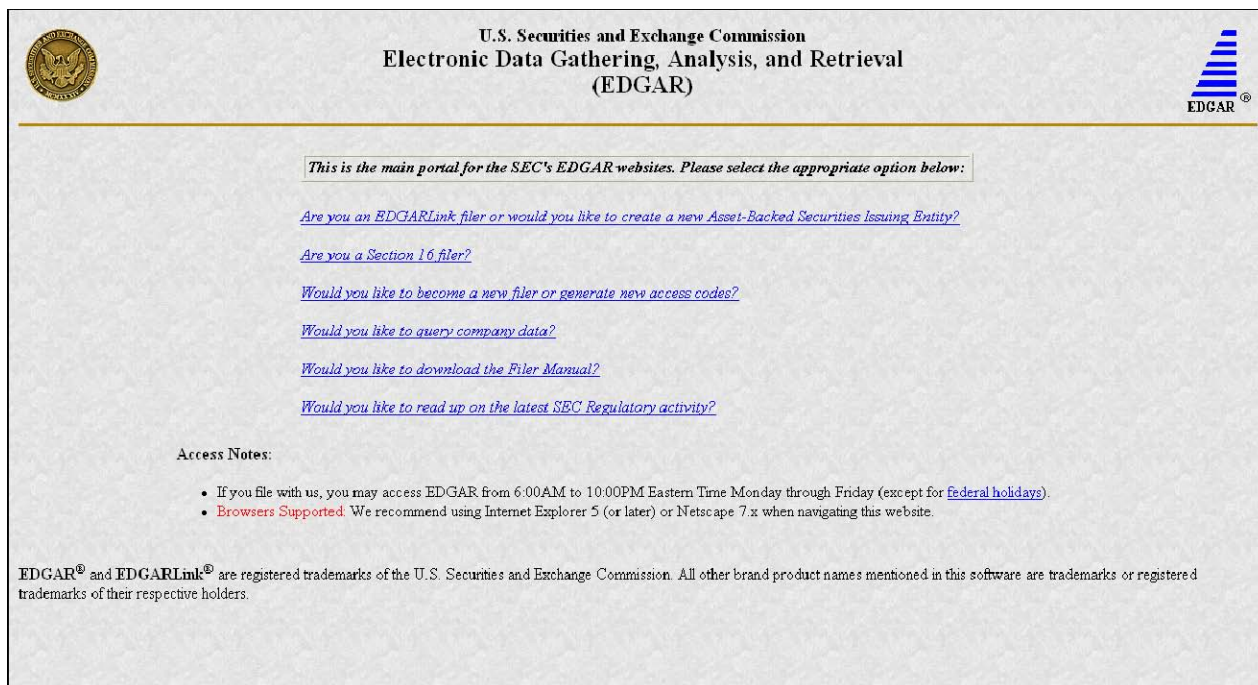 U.S. Securities and Exchange Commission
Electronic Data Gathering, Analysis, and Retrieval
(EDGAR)
EDGAR ®
This is the main portal for the SEC's EDGAR websites. Please select the appropriate option below:
Are you an EDGARLink filer or would you like to create a new Asset-Backed Securities Issuing Entity?
Are you a Section 16 filer?
Would you like to become a new filer or generate new access codes?
Would you like to query company data?
Would you like to download the Filer Manual?
Would you like to read up on the latest SEC Regulatory activity?
Access Notes:
• If you file with us, you may access EDGAR from 6:00AM to 10:00PM Eastern Time Monday through Friday (except for federal holidays).
• Browsers Supported: We recommend using Internet Explorer 5 (or later) or Netscape 7.x when navigating this website.
EDGAR® and EDGARLink® are registered trademarks of the U.S. Securities and Exchange Commission. All other brand product names mentioned in this software are trademarks or registered
trademarks of their respective holders.